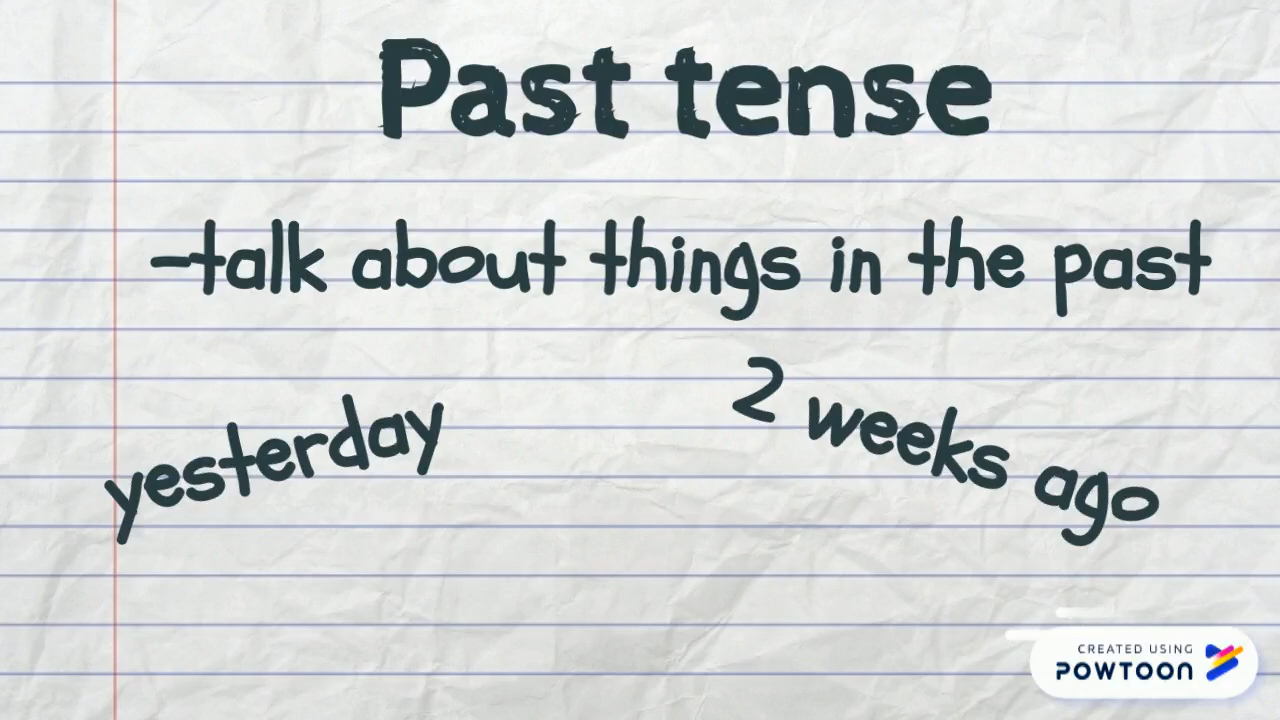 Past tense
-talk about things in the past
yesterday
2 weeks ago
CREATED USING
POWTOON